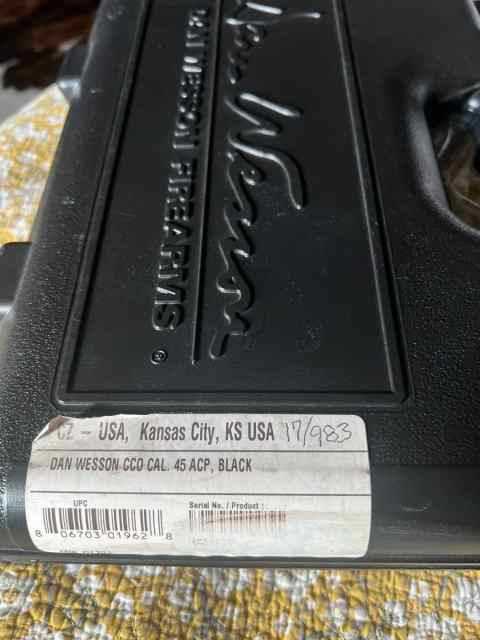 Dan Wesson
DAN WESSON FIREARMS ®
CZ - USA, Kansas City, KS USA 17/983
DAN WESSON CCO CAL. 45 ACP, BLACK
UPC
Serial No. / Product :
8 06703 01962 8